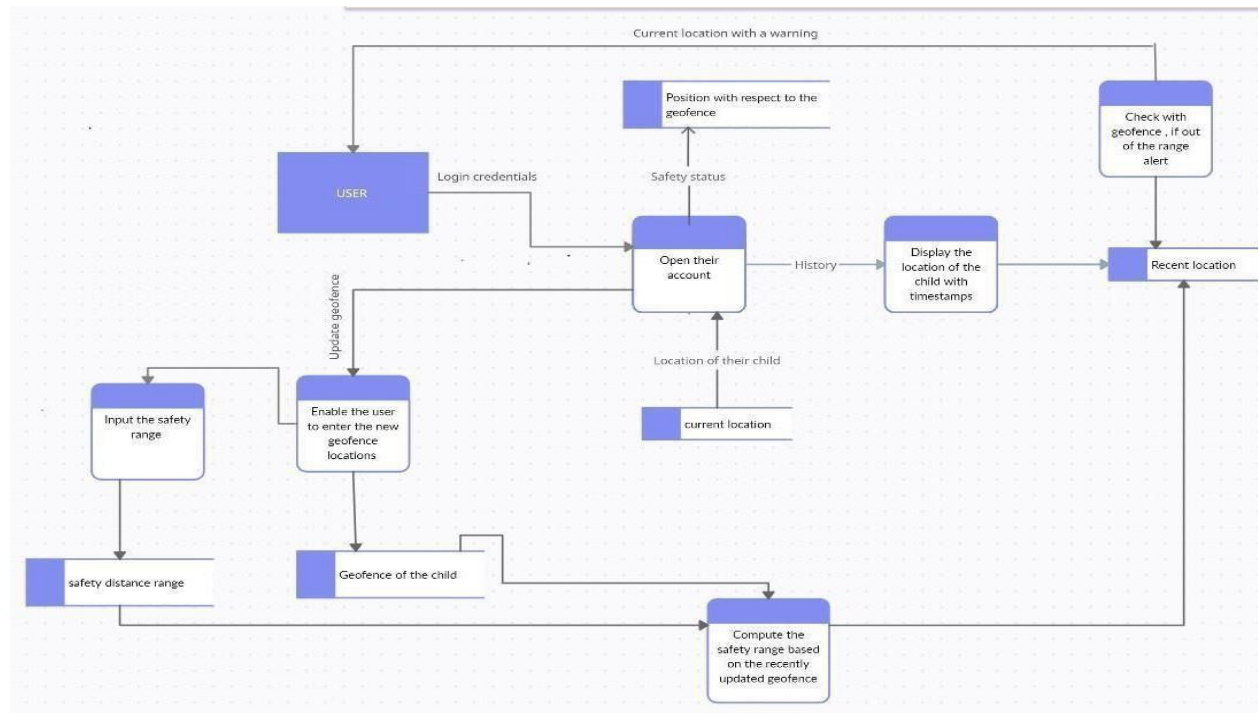 Current location with a warning
Position with respect to the
geofence
Check with
geofence , if out
of the range
alert
Login credentials
Safety status
USER
Open their
account
History
Display the
location of the
child with
timestamps
Recent location
Update geofence
Location of their child
Input the safety
range
Enable the user
to enter the new
geofence
locations
current location
safety distance range
Geofence of the child
Compute the
safety range based
on the recently
updated geofence